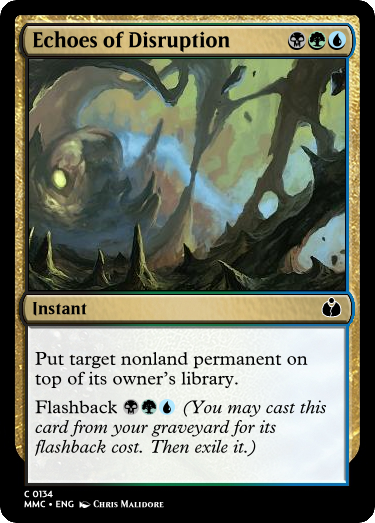 Echoes of Disruption
Instant
Put target nonland permanent on
top of its owner's library.
Flashback (You may cast this
card from your graveyard for its
flashback cost. Then exile it.)
C 0134
MMC • ENG Chris Malidore